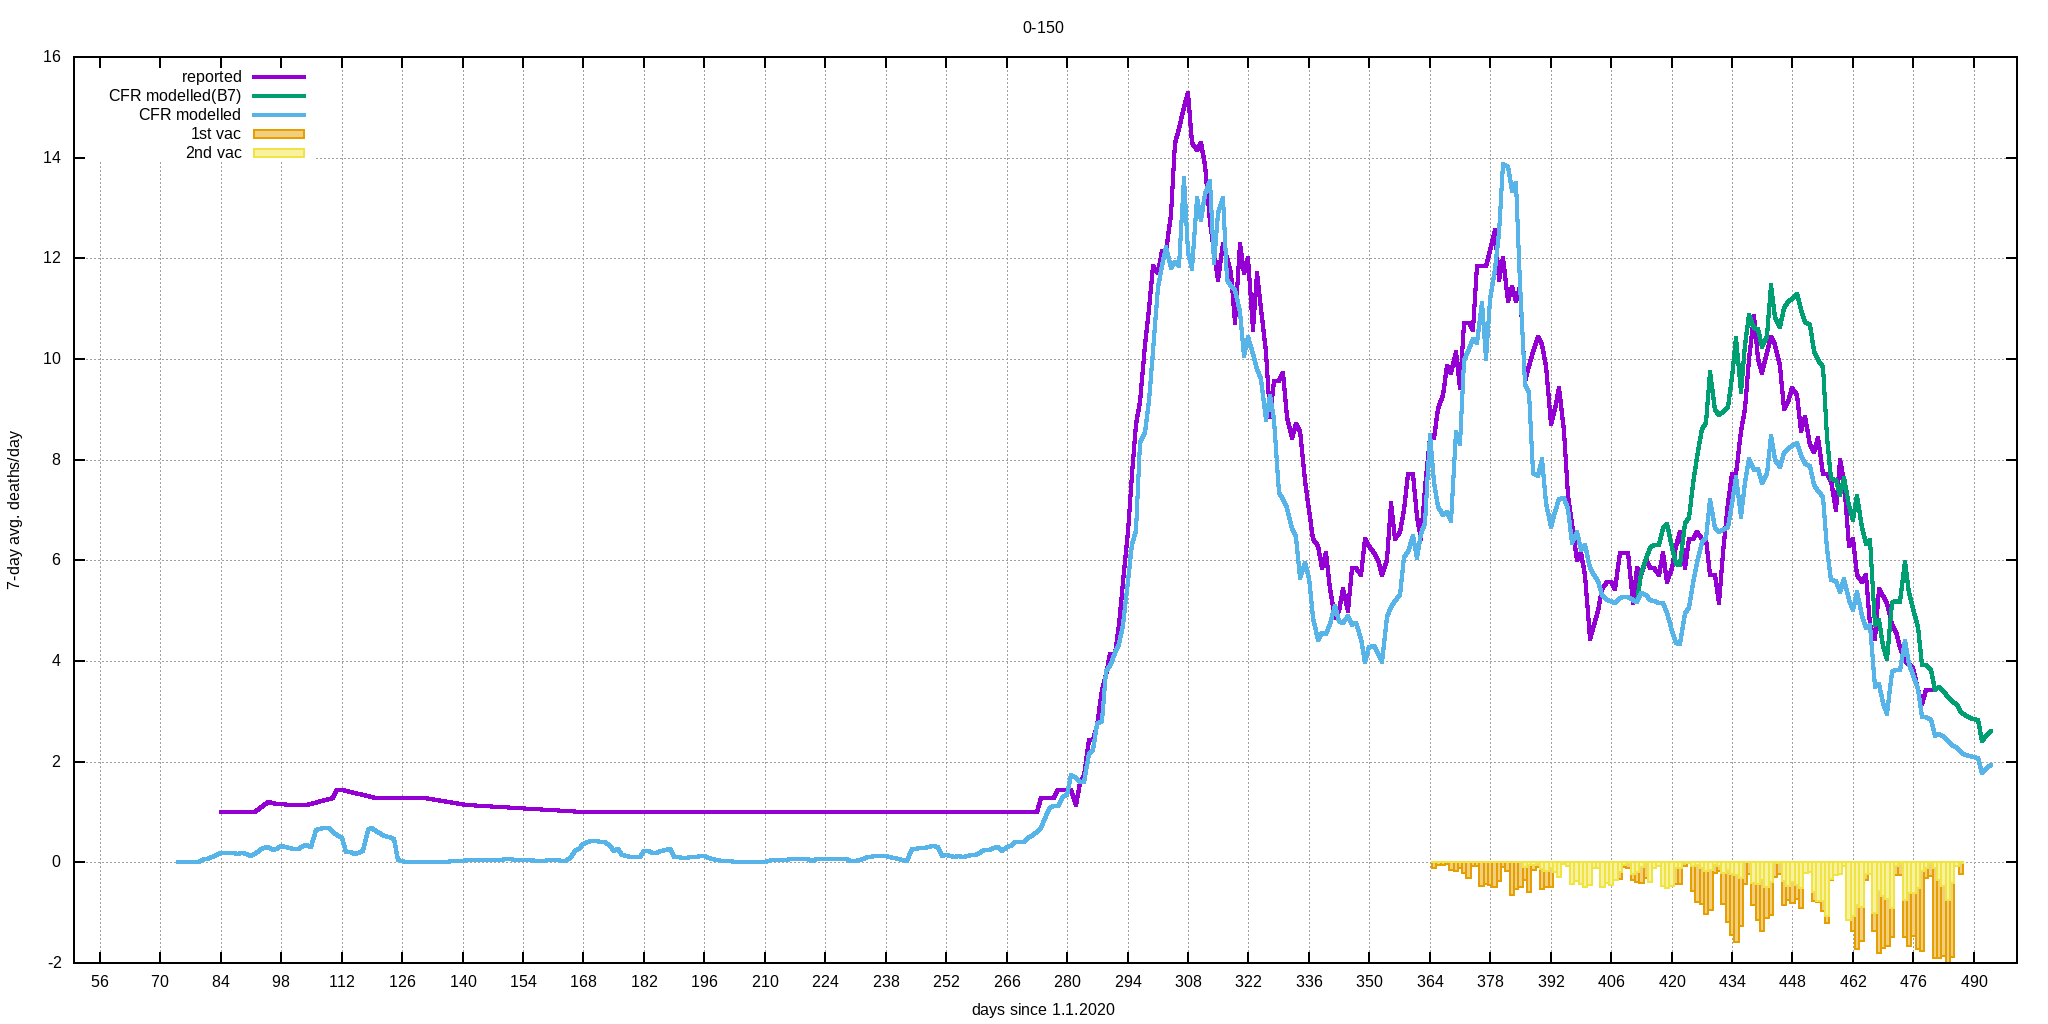 0-150
16
14
12
10
8
6
4
2
0
-2
7-day avg. deaths/day
reported
CFR modelled(B7)
CFR modelled
1st vac
2nd vac
56 70 84 98 112 126 140 154 168 182 196 210 224 238 252 266 280 294 308 322 336 350 364 378 392 406 420 434 448 462 476 490
days since 1.1.2020